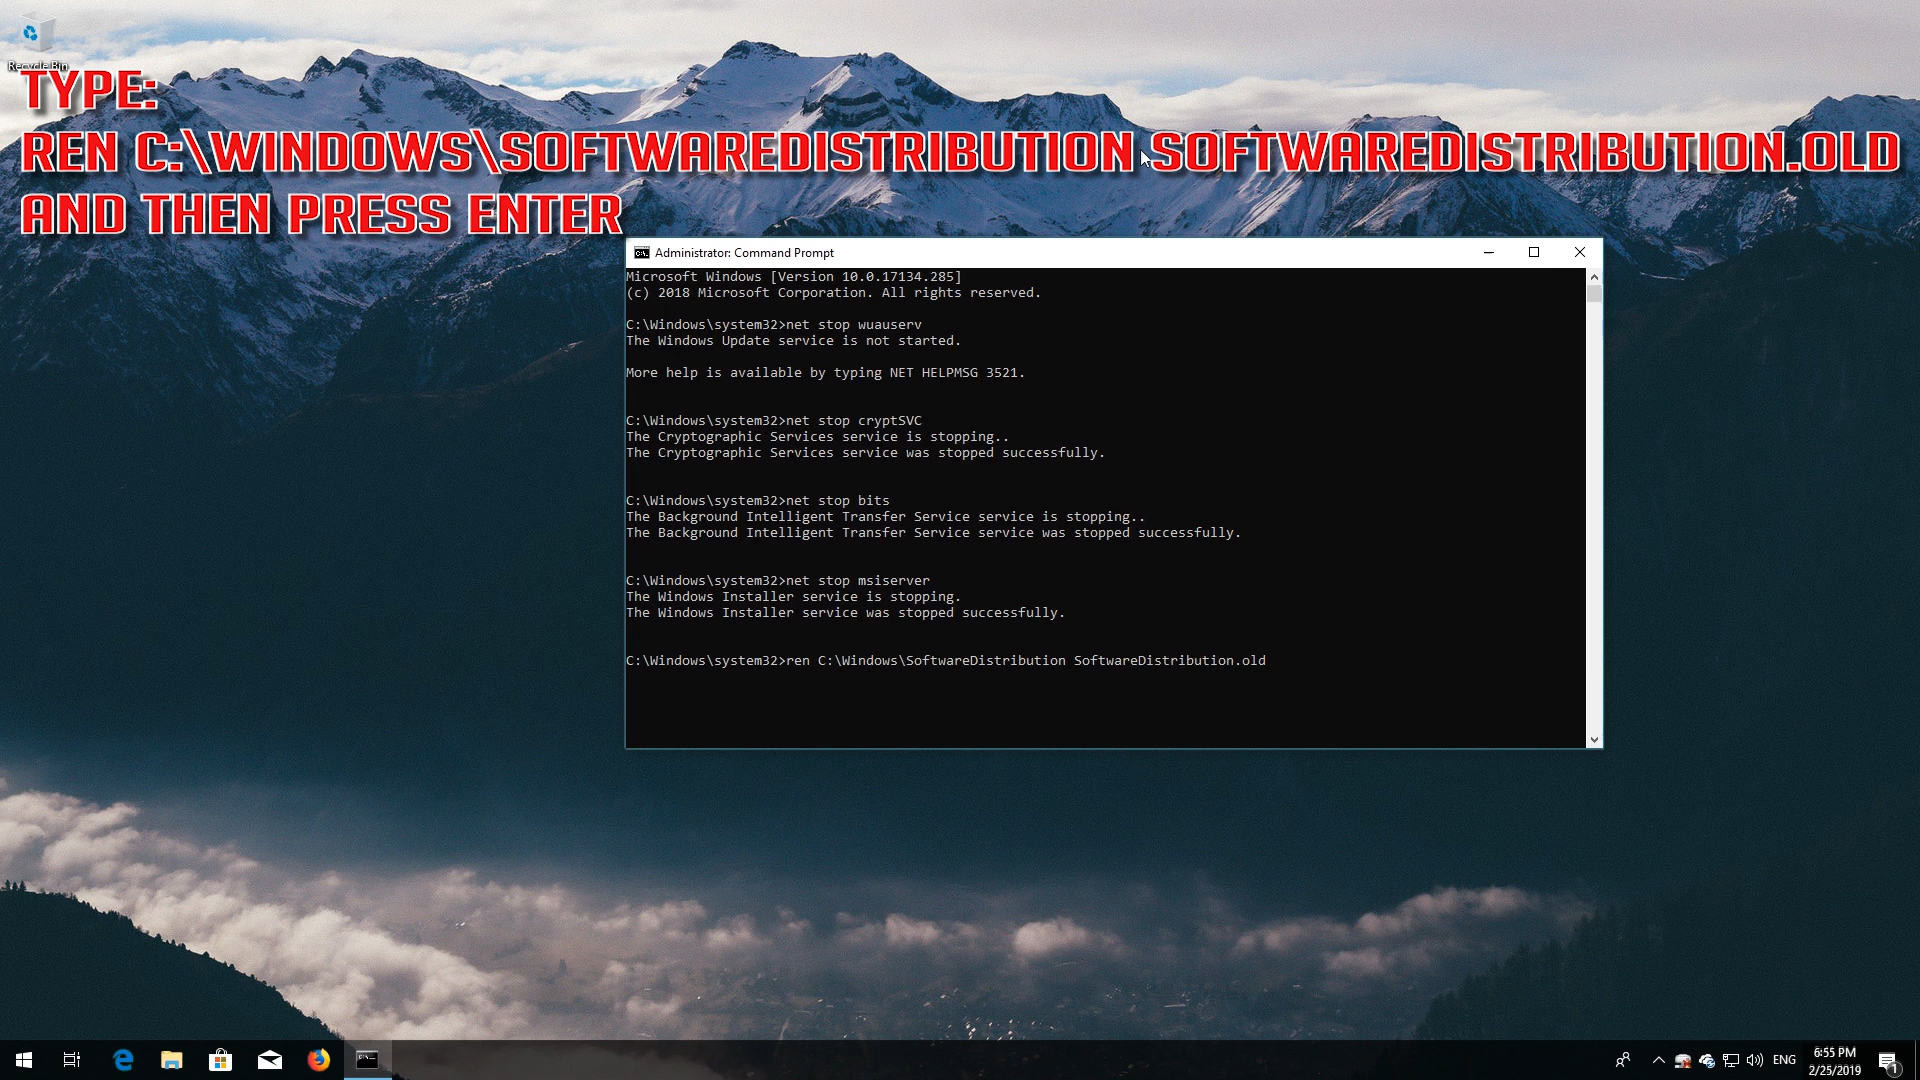 Recycle Bin
TYPE:
REN C:\WINDOWS\SOFTWAREDISTRIBUTION SOFTWAREDISTRIBUTION.OLD
AND THEN PRESS ENTER
Administrator: Command Prompt
Microsoft Windows [Version 10.0.17134.285]
(c) 2018 Microsoft Corporation. All rights reserved.
C:\Windows\system32>net stop wuauserv
The Windows Update service is not started.
More help is available by typing NET HELPMSG 3521.
C:\Windows\system32>net stop cryptSVC
The Cryptographic Services service is stopping..
The Cryptographic Services service was stopped successfully.
C:\Windows\system32>net stop bits
The Background Intelligent Transfer Service service is stopping..
The Background Intelligent Transfer Service service was stopped successfully.
C:\Windows\system32>net stop msiserver
The Windows Installer service is stopping.
The Windows Installer service was stopped successfully.
C:\Windows\system32>ren C:\Windows\SoftwareDistribution SoftwareDistribution.old
ENG
6:55 PM
2/25/2019
1